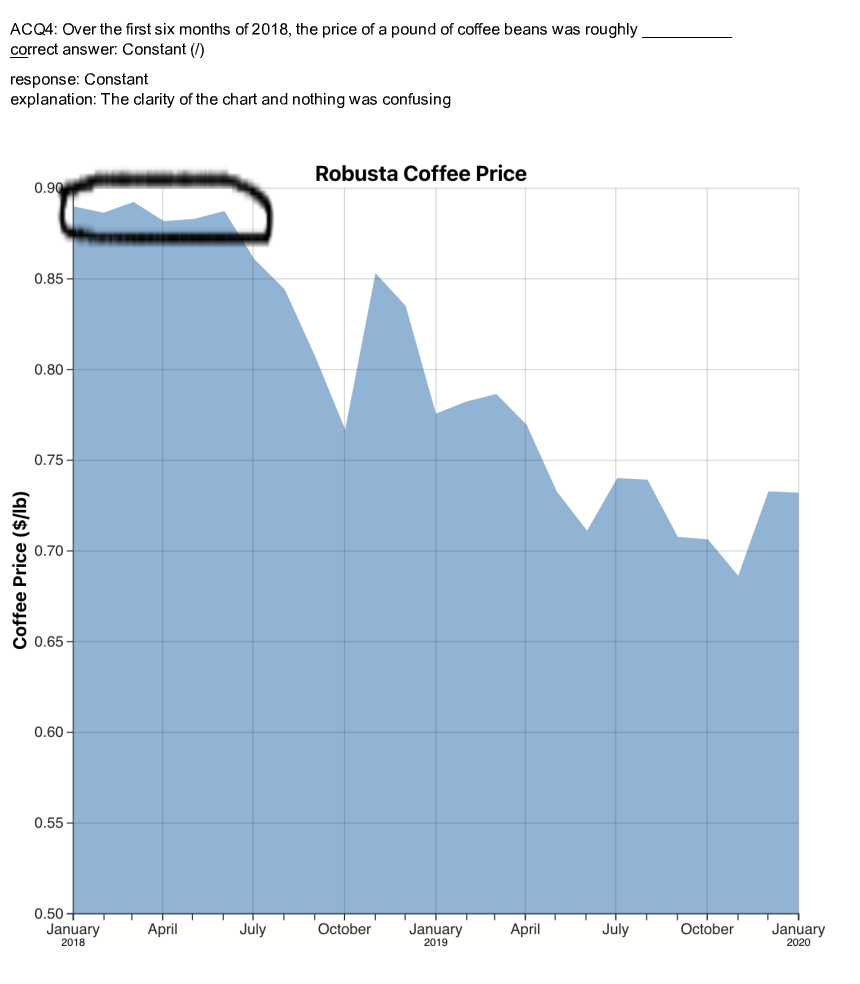 ACQ4: Over the first six months of 2018, the price of a pound of coffee beans was roughly ___________
correct answer: Constant (/)
response: Constant
explanation: The clarity of the chart and nothing was confusing
Robusta Coffee Price
0.90
0.85
0.80
0.75
0.70
0.65
0.60
0.55
0.50
Coffee Price ($/lb)
January April July October January April July October January
2018 2019 2020